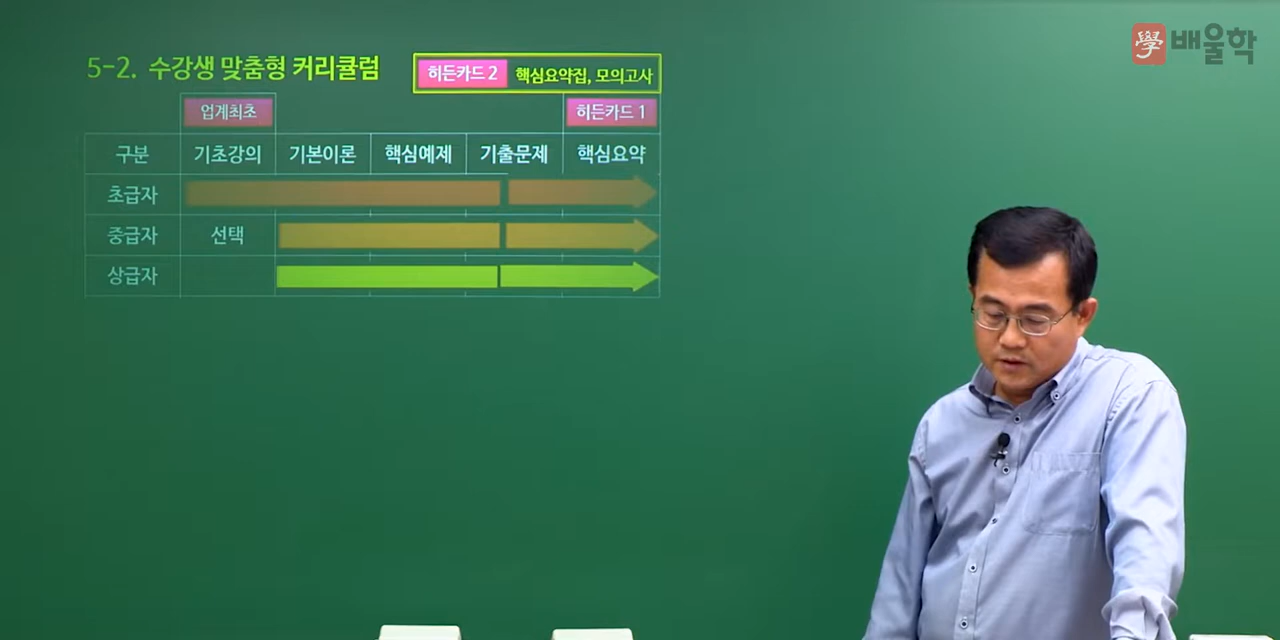 學 배울학
5-2. 수강생 맞춤형 커리큘럼
히든카드 2 핵심요약집, 모의고사
업계최초 히든카드 1
구분 기초강의 기본이론 핵심예제 기출문제 핵심요약
초급자
중급자 선택
상급자